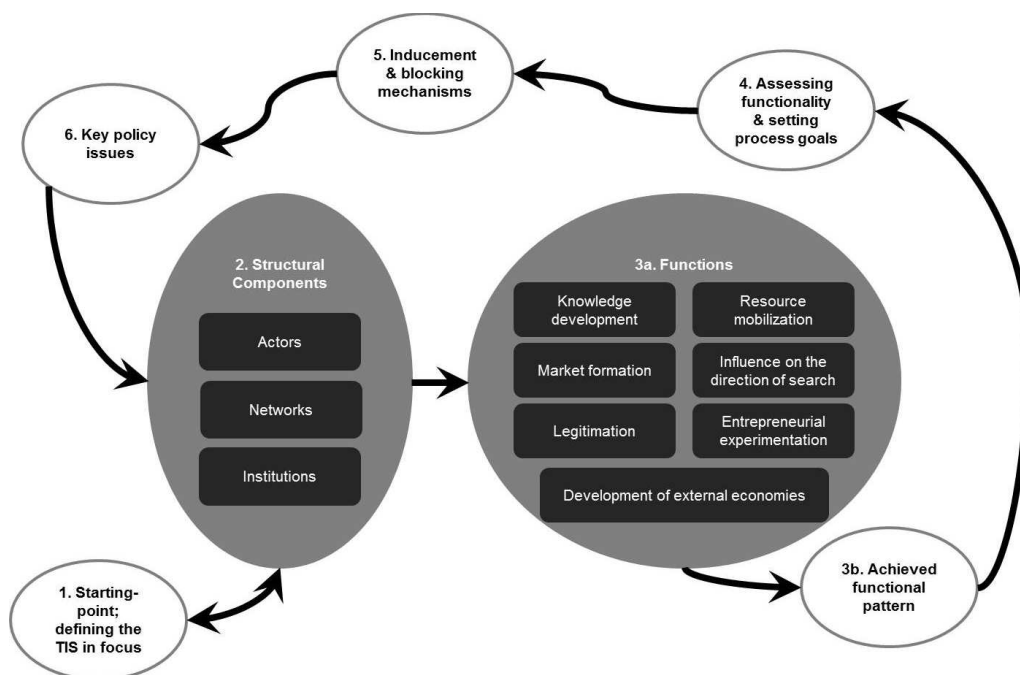 5. Inducement
& blocking
mechanisms
4. Assessing
functionality
& setting
process goals
6. Key policy
issues
2. Structural
Components
Actors
Networks
Institutions
3a. Functions
Knowledge
development
Resource
mobilization
Market formation
Influence on the
direction of search
Legitimation
Entrepreneurial
experimentation
Development of external economies
1. Starting-
point;
defining the
TIS in focus
3b. Achieved
functional
pattern